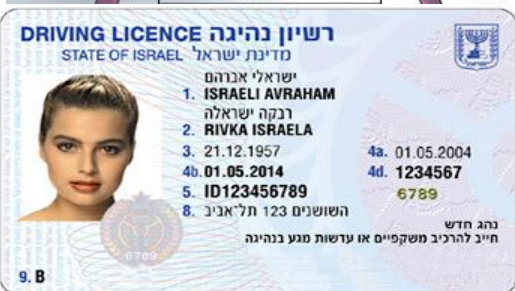 DRIVING LICENCE רשיון נהיגה
STATE OF ISRAEL מדינת ישראל
ישראלי אברהם
1. ISRAELI AVRAHAM
רבקה ישראלה
2. RIVKA ISRAELA
3. 21.12.1957 4a. 01.05.2004
4b. 01.05.2014 4d. 1234567
5. ID123456789 6789
8. השושנים 123 תל־אביב
נהג חדש
חייב להרכיב משקפיים או עדשות מגע בנהיגה
6789
9. B